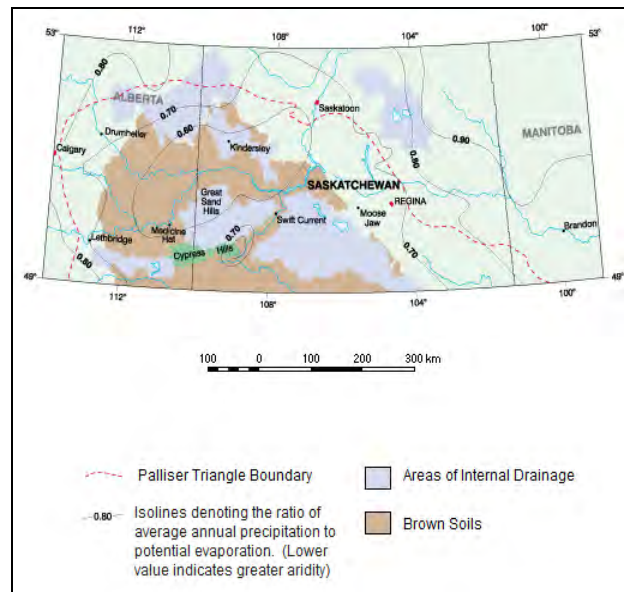 53°
108°
104°
100°
53°
0.80
ALBERTA
0.70
0.60
Saskatoon
Drumheller
Kindersley
0.90
0.80
MANITOBA
Calgary
Great
Sand
Hills
SASKATCHEWAN
REGINA
Medicine
Hat
Swift Current
Moose
Jaw
Brandon
Lethbridge
0.70
0.70
Cypress Hills
0.80
49°
112°
108°
104°
100°
49°
100 0 100 200 300 km
Palliser Triangle Boundary
Areas of Internal Drainage
0.80
Isolines denoting the ratio of
average annual precipitation to
potential evaporation. (Lower
value indicates greater aridity)
Brown Soils